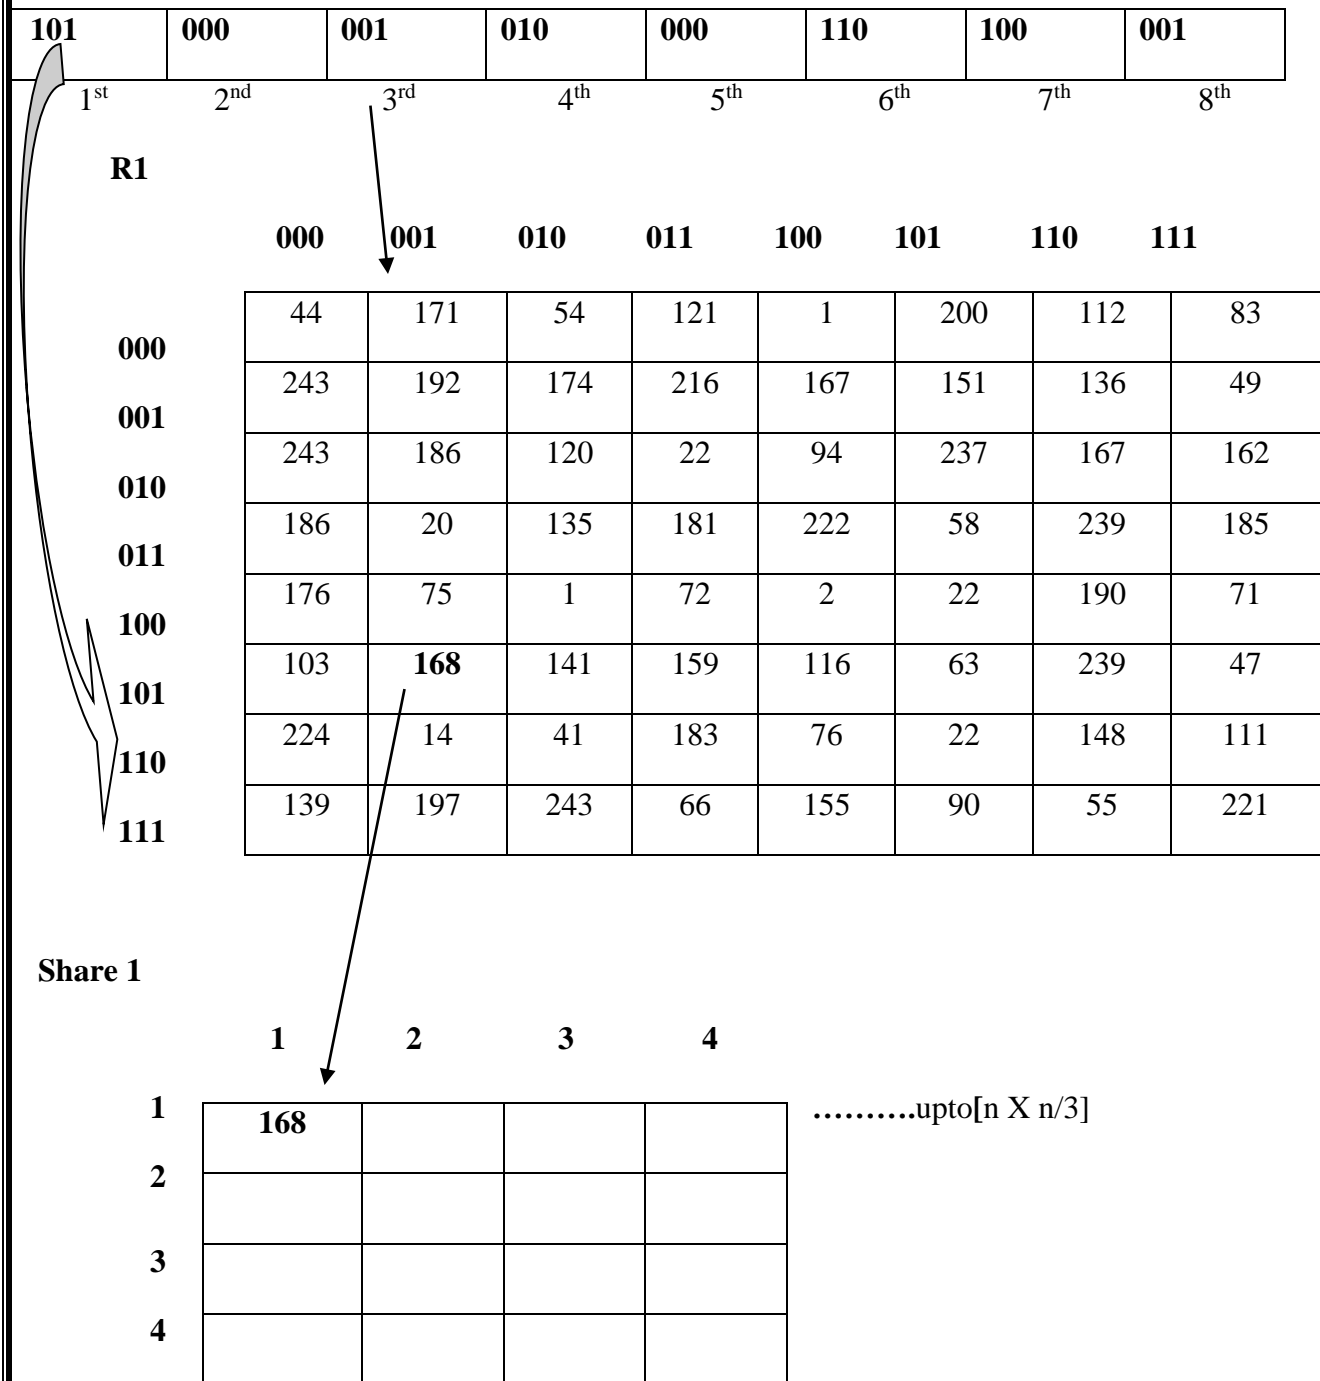 101 000 001 010 000 110 100 001
1st 2nd 3rd 4th 5th 6th 7th 8th
R1
000 001 010 011 100 101 110 111
44 171 54 121 1 200 112 83
000
243 192 174 216 167 151 136 49
001
243 186 120 22 94 237 167 162
010
186 20 135 181 222 58 239 185
011
176 75 1 72 2 22 190 71
100
103 168 141 159 116 63 239 47
101
224 14 41 183 76 22 148 111
110
139 197 243 66 155 90 55 221
111
Share 1
1 2 3 4
1 168 ..........upto[n X n/3]
2
3
4